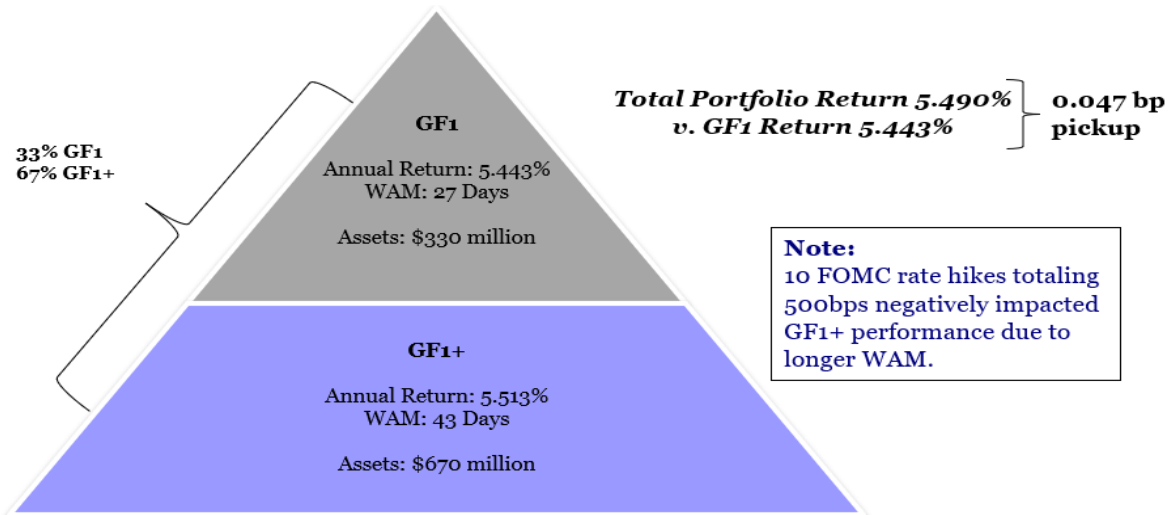 33% GF1
67% GF1+
GF1
Annual Return: 5.443%
WAM: 27 Days
Assets: $330 million
GF1+
Annual Return: 5.513%
WAM: 43 Days
Assets: $670 million
Total Portfolio Return 5.490%
v. GF1 Return 5.443%
0.047 bp
pickup
Note:
10 FOMC rate hikes totaling
500bps negatively impacted
GF1+ performance due to
longer WAM.